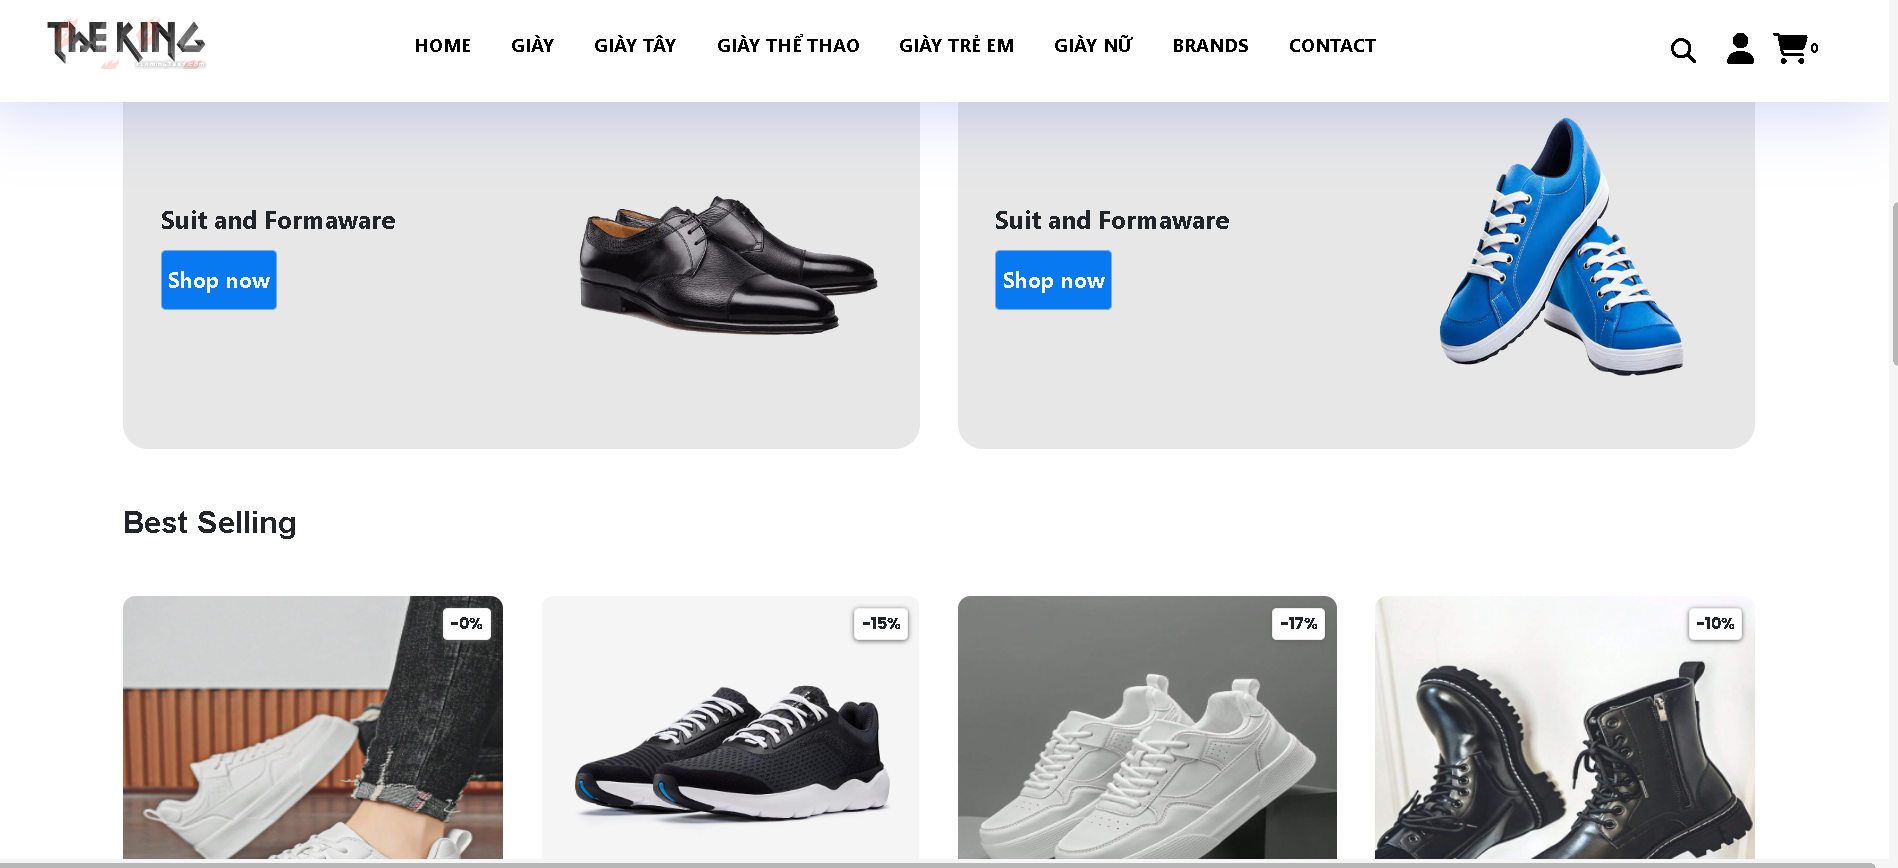 THE KING
HOME GIÀY GIÀY TÂY GIÀY THỂ THAO GIÀY TRẺ EM GIÀY NỮ BRANDS CONTACT
0
Suit and Formaware
Shop now
Suit and Formaware
Shop now
Best Selling
-0%
-15%
-17%
-10%